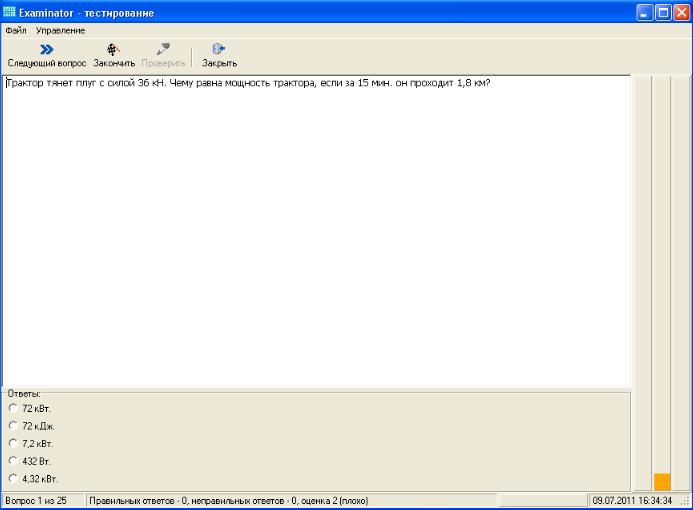 Examinator - тестирование
Файл Управление
Следующий вопрос Закончить Проверить Закрыть
Трактор тянет плуг с силой 36 кН. Чему равна мощность трактора, если за 15 мин. он проходит 1,8 км?
Ответы:
72 кВт.
72 кДж.
7,2 кВт.
432 Вт.
4,32 кВт.
Вопрос 1 из 25 Правильных ответов - 0, неправильных ответов - 0, оценка 2 (плохо) 09.07.2011 16:34:34